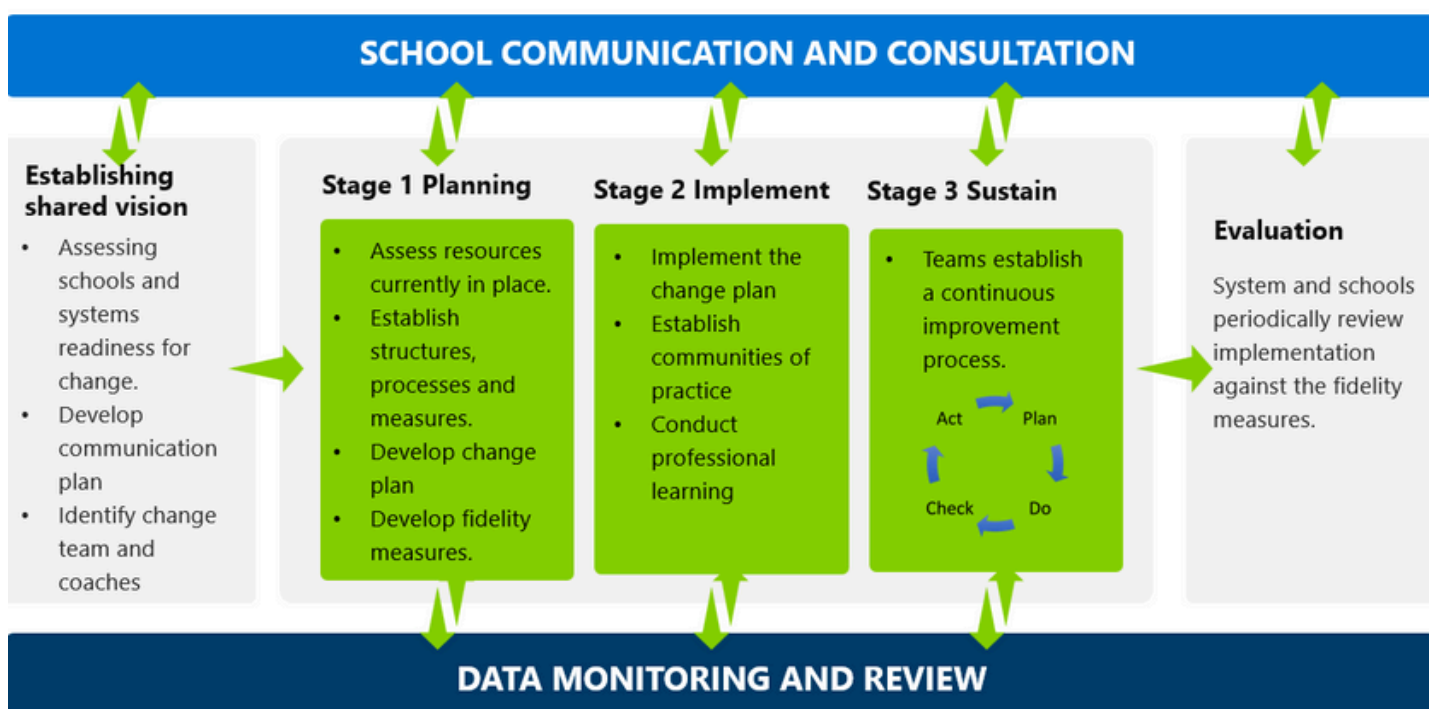 SCHOOL COMMUNICATION AND CONSULTATION
Establishing
shared vision
• Assessing
schools and
systems
readiness for
change.
• Develop
communication
plan
• Identify change
team and
coaches
Stage 1 Planning
• Assess resources
currently in place.
• Establish
structures,
processes and
measures.
• Develop change
plan
• Develop fidelity
measures.
Stage 2 Implement
• Implement the
change plan
• Establish
communities of
practice
• Conduct
professional
learning
Stage 3 Sustain
• Teams establish
a continuous
improvement
process.
Act Plan
Check Do
Evaluation
System and schools
periodically review
implementation
against the fidelity
measures.
DATA MONITORING AND REVIEW